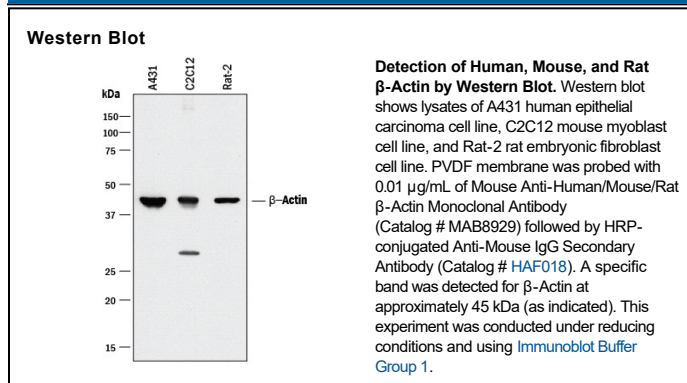 Western Blot
A431
C2C12
Rat-2
kDa
150
100
75
50
37
25
20
15
β-Actin
Detection of Human, Mouse, and Rat
β-Actin by Western Blot. Western blot
shows lysates of A431 human epithelial
carcinoma cell line, C2C12 mouse myoblast
cell line, and Rat-2 rat embryonic fibroblast
cell line. PVDF membrane was probed with
0.01 µg/mL of Mouse Anti-Human/Mouse/Rat
β-Actin Monoclonal Antibody
(Catalog # MAB8929) followed by HRP-
conjugated Anti-Mouse IgG Secondary
Antibody (Catalog # HAF018). A specific
band was detected for β-Actin at
approximately 45 kDa (as indicated). This
experiment was conducted under reducing
conditions and using Immunoblot Buffer
Group 1.